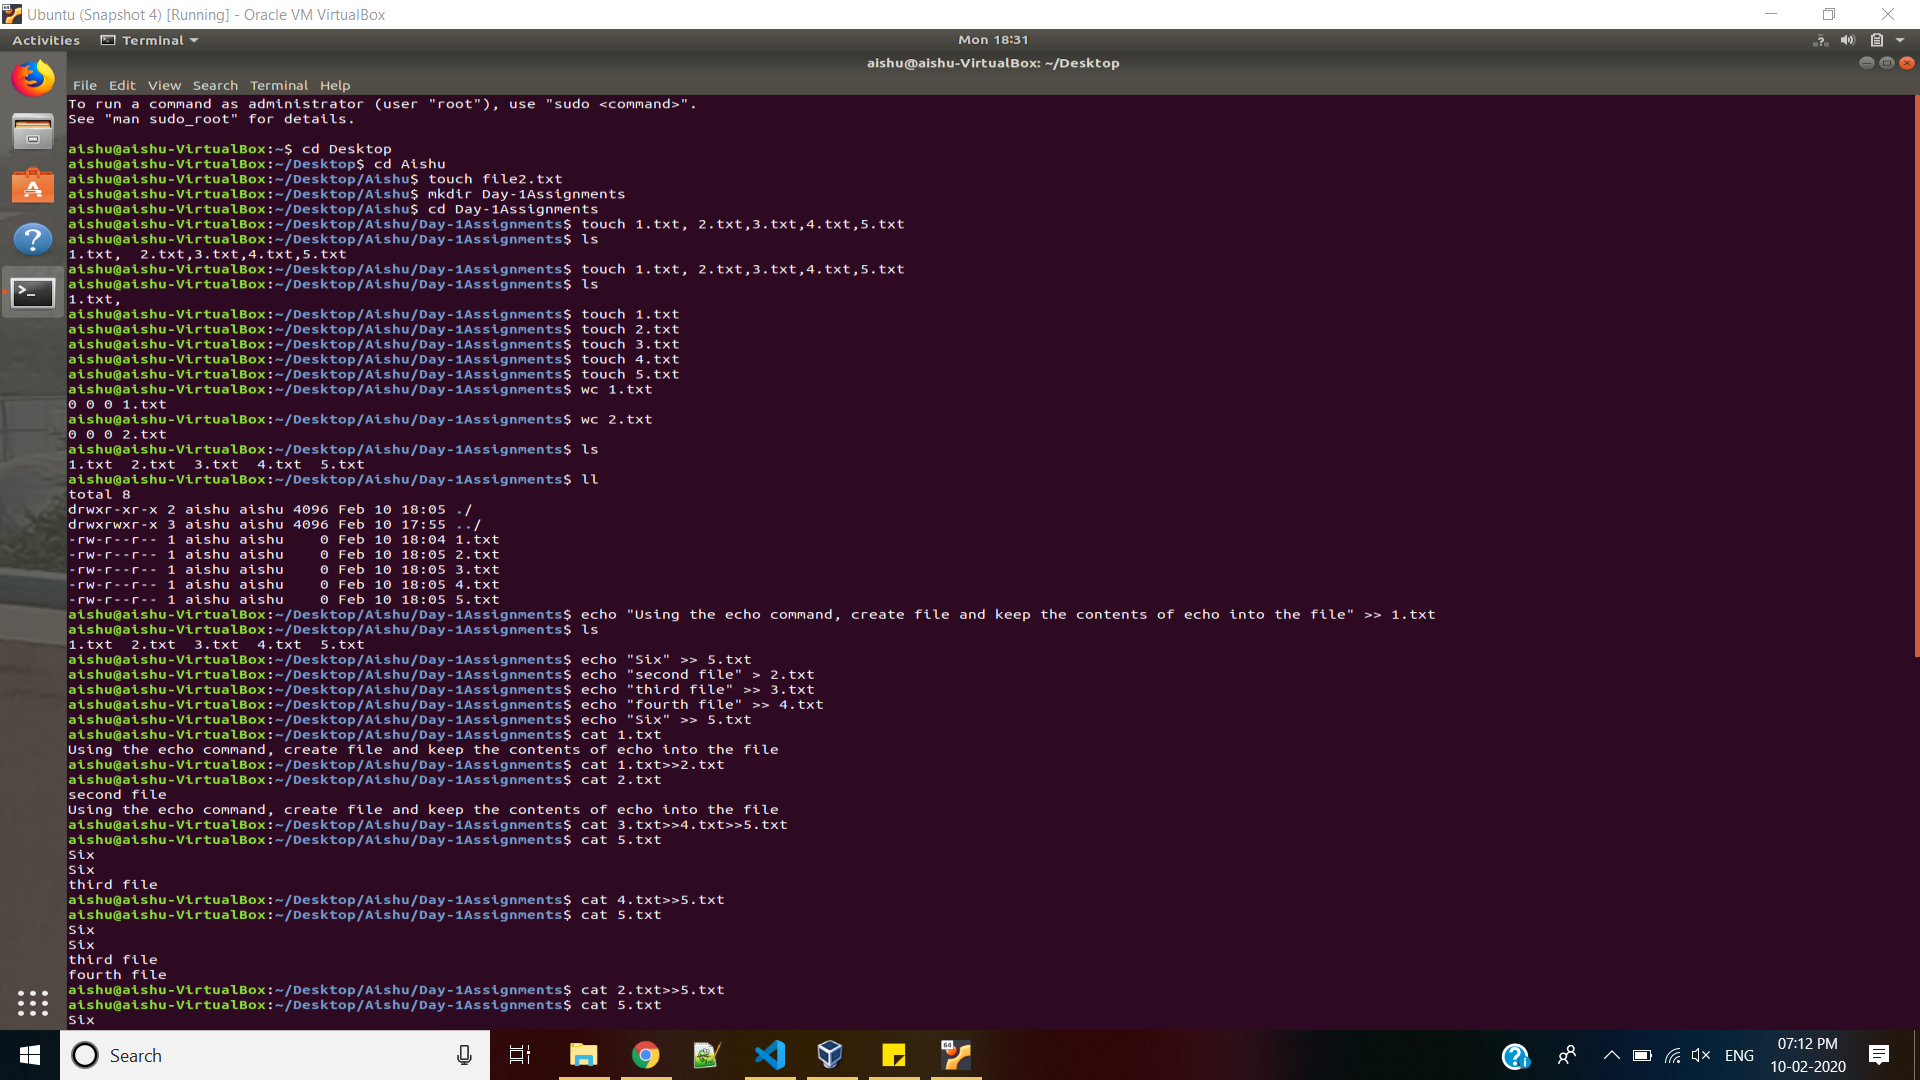 Ubuntu (Snapshot 4) [Running] - Oracle VM VirtualBox
Activities Terminal Mon 18:31
aishu@aishu-VirtualBox: ~/Desktop
File Edit View Search Terminal Help
To run a command as administrator (user "root"), use "sudo <command>".
See "man sudo_root" for details.
aishu@aishu-VirtualBox:~$ cd Desktop
aishu@aishu-VirtualBox:~/Desktop$ cd Aishu
aishu@aishu-VirtualBox:~/Desktop/Aishu$ touch file2.txt
aishu@aishu-VirtualBox:~/Desktop/Aishu$ mkdir Day-1Assignments
aishu@aishu-VirtualBox:~/Desktop/Aishu$ cd Day-1Assignments
aishu@aishu-VirtualBox:~/Desktop/Aishu/Day-1Assignments$ touch 1.txt, 2.txt,3.txt,4.txt,5.txt
aishu@aishu-VirtualBox:~/Desktop/Aishu/Day-1Assignments$ ls
1.txt,  2.txt,3.txt,4.txt,5.txt
aishu@aishu-VirtualBox:~/Desktop/Aishu/Day-1Assignments$ touch 1.txt, 2.txt,3.txt,4.txt,5.txt
aishu@aishu-VirtualBox:~/Desktop/Aishu/Day-1Assignments$ ls
1.txt,
aishu@aishu-VirtualBox:~/Desktop/Aishu/Day-1Assignments$ touch 1.txt
aishu@aishu-VirtualBox:~/Desktop/Aishu/Day-1Assignments$ touch 2.txt
aishu@aishu-VirtualBox:~/Desktop/Aishu/Day-1Assignments$ touch 3.txt
aishu@aishu-VirtualBox:~/Desktop/Aishu/Day-1Assignments$ touch 4.txt
aishu@aishu-VirtualBox:~/Desktop/Aishu/Day-1Assignments$ touch 5.txt
aishu@aishu-VirtualBox:~/Desktop/Aishu/Day-1Assignments$ wc 1.txt
0 0 0 1.txt
aishu@aishu-VirtualBox:~/Desktop/Aishu/Day-1Assignments$ wc 2.txt
0 0 0 2.txt
aishu@aishu-VirtualBox:~/Desktop/Aishu/Day-1Assignments$ ls
1.txt  2.txt  3.txt  4.txt  5.txt
aishu@aishu-VirtualBox:~/Desktop/Aishu/Day-1Assignments$ ll
total 8
drwxr-xr-x 2 aishu aishu 4096 Feb 10 18:05 ./
drwxrwxr-x 3 aishu aishu 4096 Feb 10 17:55 ../
-rw-r--r-- 1 aishu aishu    0 Feb 10 18:04 1.txt
-rw-r--r-- 1 aishu aishu    0 Feb 10 18:05 2.txt
-rw-r--r-- 1 aishu aishu    0 Feb 10 18:05 3.txt
-rw-r--r-- 1 aishu aishu    0 Feb 10 18:05 4.txt
-rw-r--r-- 1 aishu aishu    0 Feb 10 18:05 5.txt
aishu@aishu-VirtualBox:~/Desktop/Aishu/Day-1Assignments$ echo "Using the echo command, create file and keep the contents of echo into the file" >> 1.txt
aishu@aishu-VirtualBox:~/Desktop/Aishu/Day-1Assignments$ ls
1.txt  2.txt  3.txt  4.txt  5.txt
aishu@aishu-VirtualBox:~/Desktop/Aishu/Day-1Assignments$ echo "Six" >> 5.txt
aishu@aishu-VirtualBox:~/Desktop/Aishu/Day-1Assignments$ echo "second file" > 2.txt
aishu@aishu-VirtualBox:~/Desktop/Aishu/Day-1Assignments$ echo "third file" >> 3.txt
aishu@aishu-VirtualBox:~/Desktop/Aishu/Day-1Assignments$ echo "fourth file" >> 4.txt
aishu@aishu-VirtualBox:~/Desktop/Aishu/Day-1Assignments$ echo "Six" >> 5.txt
aishu@aishu-VirtualBox:~/Desktop/Aishu/Day-1Assignments$ cat 1.txt
Using the echo command, create file and keep the contents of echo into the file
aishu@aishu-VirtualBox:~/Desktop/Aishu/Day-1Assignments$ cat 1.txt>>2.txt
aishu@aishu-VirtualBox:~/Desktop/Aishu/Day-1Assignments$ cat 2.txt
second file
Using the echo command, create file and keep the contents of echo into the file
aishu@aishu-VirtualBox:~/Desktop/Aishu/Day-1Assignments$ cat 3.txt>>4.txt>>5.txt
aishu@aishu-VirtualBox:~/Desktop/Aishu/Day-1Assignments$ cat 5.txt
Six
Six
third file
aishu@aishu-VirtualBox:~/Desktop/Aishu/Day-1Assignments$ cat 4.txt>>5.txt
aishu@aishu-VirtualBox:~/Desktop/Aishu/Day-1Assignments$ cat 5.txt
Six
Six
third file
fourth file
aishu@aishu-VirtualBox:~/Desktop/Aishu/Day-1Assignments$ cat 2.txt>>5.txt
aishu@aishu-VirtualBox:~/Desktop/Aishu/Day-1Assignments$ cat 5.txt
Six
Search
64
ENG
07:12 PM
10-02-2020